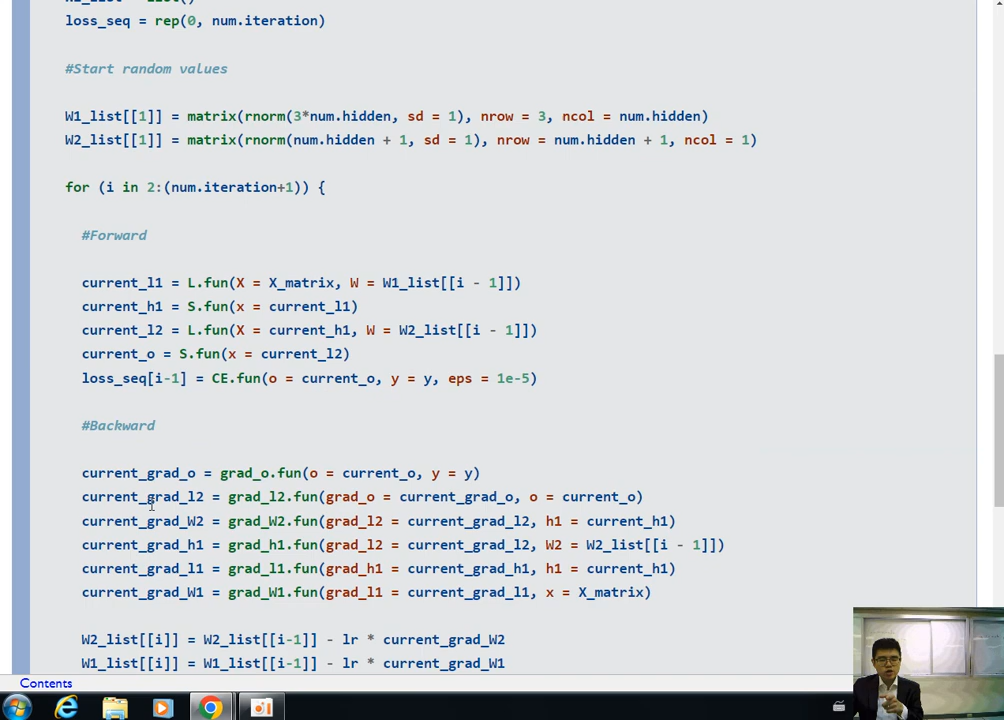 loss_seq = rep(0, num.iteration)
#Start random values
W1_list[[1]] = matrix(rnorm(3*num.hidden, sd = 1), nrow = 3, ncol = num.hidden)
W2_list[[1]] = matrix(rnorm(num.hidden + 1, sd = 1), nrow = num.hidden + 1, ncol = 1)
for (i in 2:(num.iteration+1)) {
#Forward
current_l1 = L.fun(X = X_matrix, W = W1_list[[i - 1]])
current_h1 = S.fun(x = current_l1)
current_l2 = L.fun(X = current_h1, W = W2_list[[i - 1]])
current_o = S.fun(x = current_l2)
loss_seq[i-1] = CE.fun(o = current_o, y = y, eps = 1e-5)
#Backward
current_grad_o = grad_o.fun(o = current_o, y = y)
current_grad_l2 = grad_l2.fun(grad_o = current_grad_o, o = current_o)
current_grad_W2 = grad_W2.fun(grad_l2 = current_grad_l2, h1 = current_h1)
current_grad_h1 = grad_h1.fun(grad_l2 = current_grad_l2, W2 = W2_list[[i - 1]])
current_grad_l1 = grad_l1.fun(grad_h1 = current_grad_h1, h1 = current_h1)
current_grad_W1 = grad_W1.fun(grad_l1 = current_grad_l1, x = X_matrix)
W2_list[[i]] = W2_list[[i-1]] - lr * current_grad_W2
W1_list[[i]] = W1_list[[i-1]] - lr * current_grad_W1
Contents